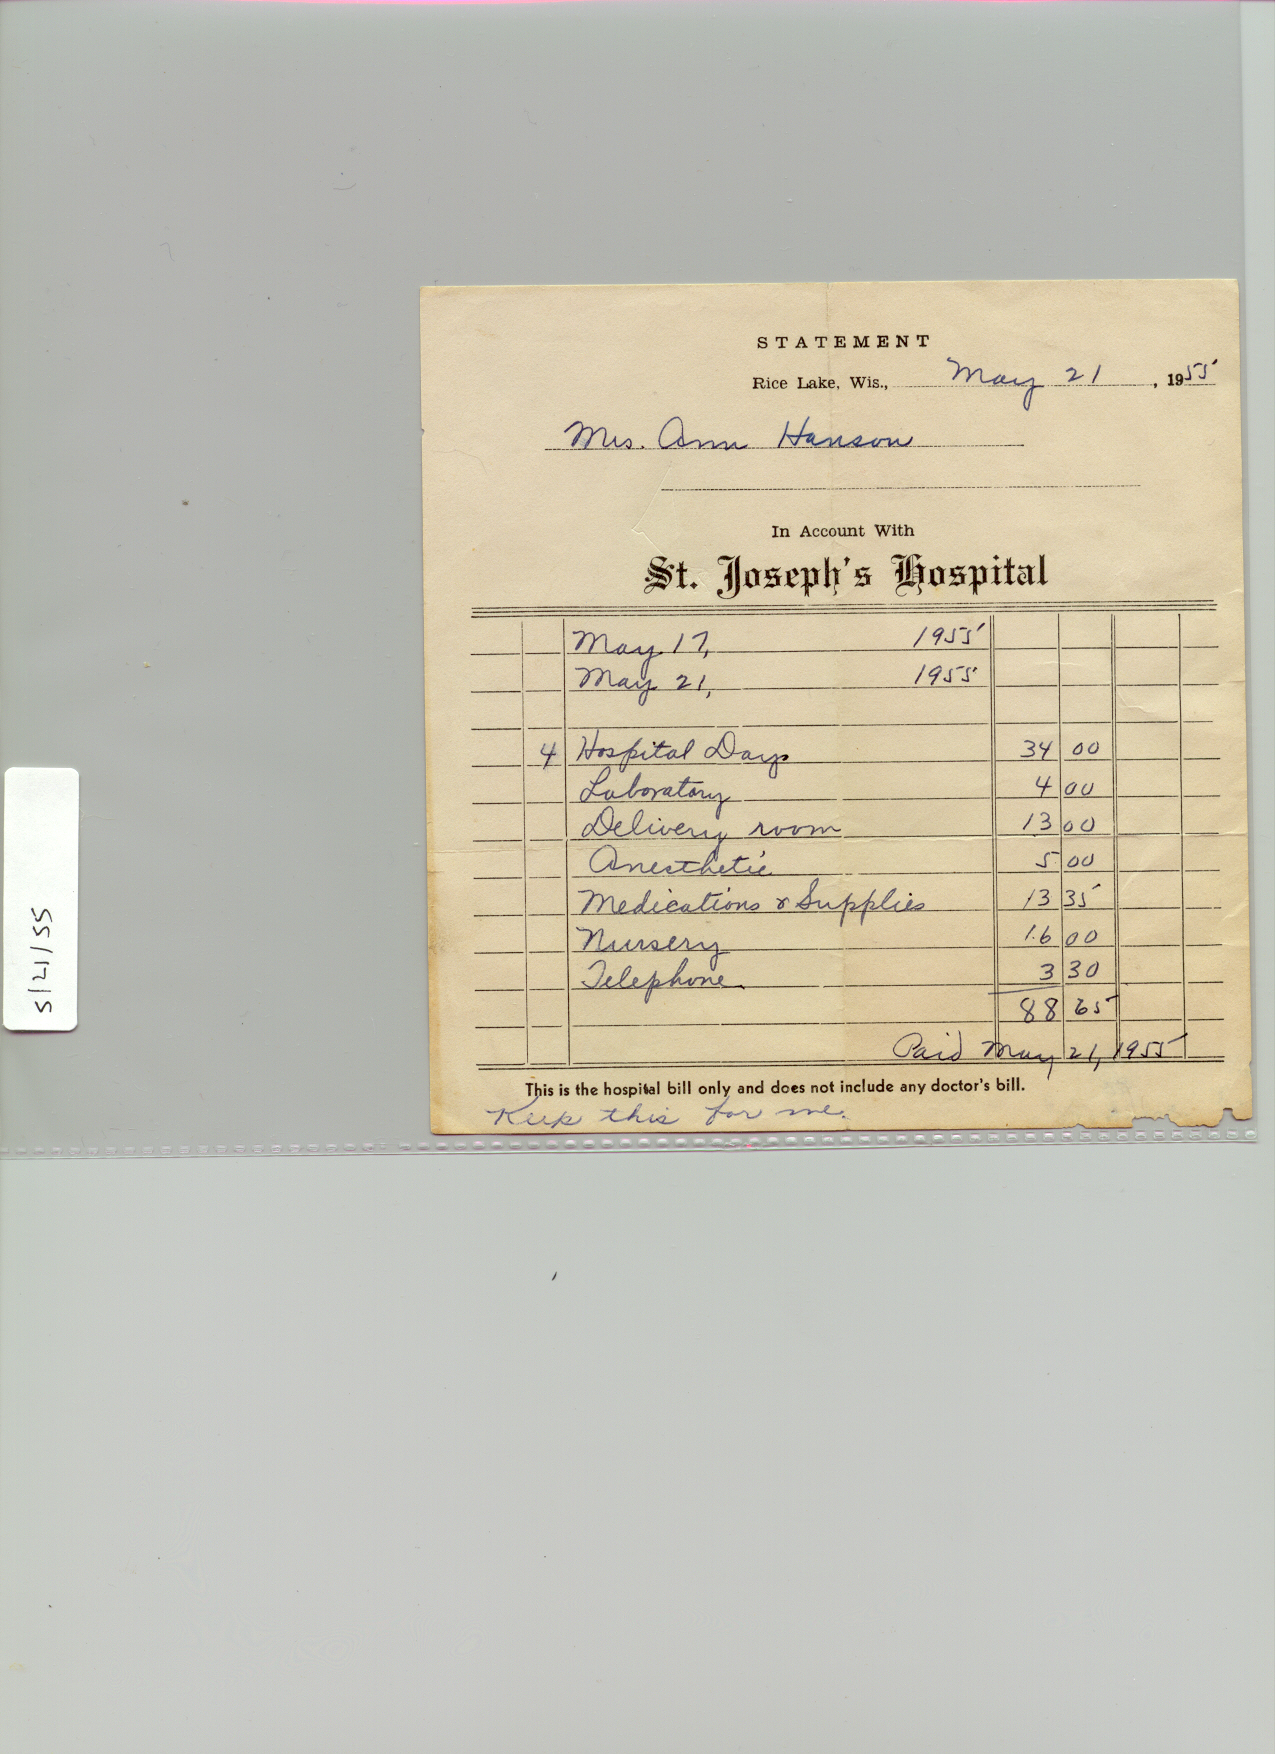 STATEMENT
Rice Lake, Wis., May 21, 1955
Mrs. Ann Hanson
In Account With
St. Joseph's Hospital
May 17, 1955
May 21, 1955
4 Hospital Days 34 00
Laboratory 4 00
Delivery room 13 00
Anesthetic 5 00
Medications & Supplies 13 35
Nursery 16 00
Telephone 3 30
88 65
Paid May 21, 1955
This is the hospital bill only and does not include any doctor's bill.
Keep this for me.
5/21/55